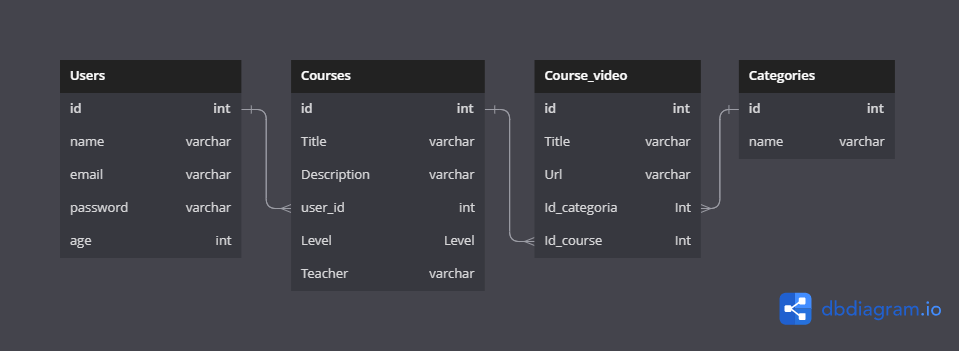 Users
id int
name varchar
email varchar
password varchar
age int
Courses
id int
Title varchar
Description varchar
user_id int
Level Level
Teacher varchar
Course_video
id int
Title varchar
Url varchar
Id_categoria Int
Id_course Int
Categories
id int
name varchar
dbdiagram.io